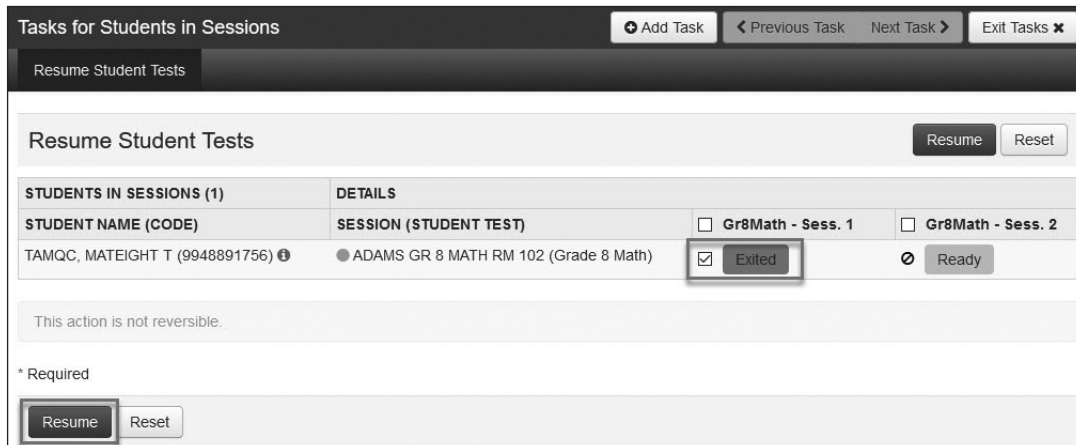 Tasks for Students in Sessions Add Task Previous Task Next Task Exit Tasks
Resume Student Tests
Resume Student Tests Resume Reset
STUDENTS IN SESSIONS (1) DETAILS
STUDENT NAME (CODE) SESSION (STUDENT TEST) Gr8Math - Sess. 1 Gr8Math - Sess. 2
TAMQC, MATEIGHT T (9948891756) ADAMS GR 8 MATH RM 102 (Grade 8 Math) Exited Ready
This action is not reversible.
* Required
Resume Reset